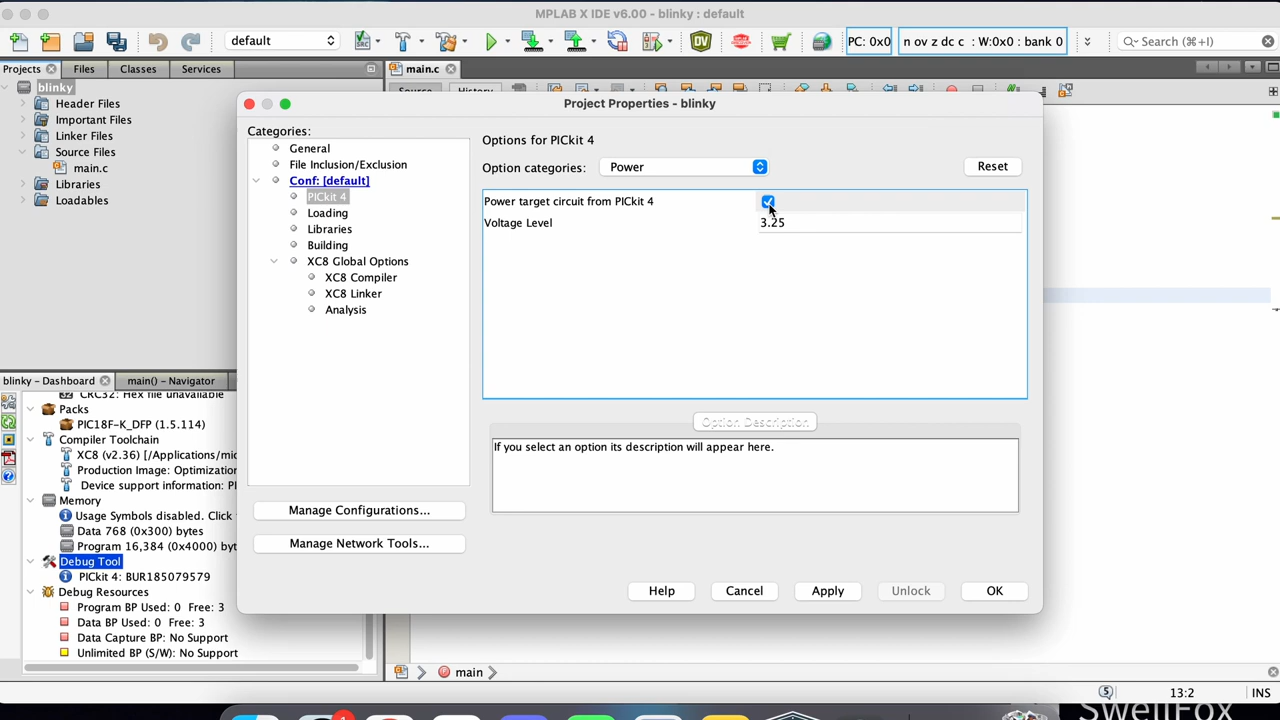 MPLAB X IDE v6.00 - blinky : default
default
PC: 0x0
n ov z dc c : W:0x0 : bank 0
Search (⌘+I)
Projects
Files
Classes
Services
main.c
Source
History
blinky
Header Files
Important Files
Linker Files
Source Files
main.c
Libraries
Loadables
Project Properties - blinky
Categories:
General
File Inclusion/Exclusion
Conf: [default]
PICkit 4
Loading
Libraries
Building
XC8 Global Options
XC8 Compiler
XC8 Linker
Analysis
Manage Configurations...
Manage Network Tools...
Options for PICkit 4
Option categories:
Power
Reset
Power target circuit from PICkit 4
Voltage Level
3.25
Option Description
If you select an option its description will appear here.
Help
Cancel
Apply
Unlock
OK
blinky - Dashboard
main() - Navigator
CRC32: Hex file unavailable
Packs
PIC18F-K_DFP (1.5.114)
Compiler Toolchain
XC8 (v2.36) [/Applications/mic
Production Image: Optimizatio
Device support information: PI
Memory
Usage Symbols disabled. Click
Data 768 (0x300) bytes
Program 16,384 (0x4000) byt
Debug Tool
PICkit 4: BUR185079579
Debug Resources
Program BP Used: 0 Free: 3
Data BP Used: 0 Free: 3
Data Capture BP: No Support
Unlimited BP (S/W): No Support
main
5
13:2
INS
SwellFox